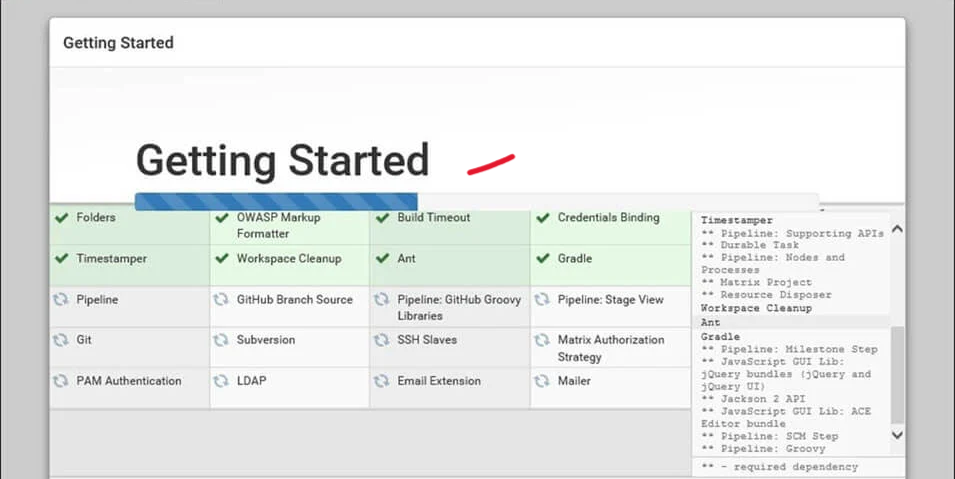 Getting Started
Getting Started
Folders
OWASP Markup
Formatter
Build Timeout
Credentials Binding
Timestamper
Workspace Cleanup
Ant
Gradle
Pipeline
GitHub Branch Source
Pipeline: GitHub Groovy
Libraries
Pipeline: Stage View
Git
Subversion
SSH Slaves
Matrix Authorization
Strategy
PAM Authentication
LDAP
Email Extension
Mailer
Timestamper
** Pipeline: Supporting APIs
** Durable Task
** Pipeline: Nodes and
Processes
** Matrix Project
** Resource Disposer
Workspace Cleanup
Ant
Gradle
** Pipeline: Milestone Step
** JavaScript GUI Lib:
jQuery bundles (jQuery and
jQuery UI)
** Jackson 2 API
** JavaScript GUI Lib: ACE
Editor bundle
** Pipeline: SCM Step
** Pipeline: Groovy
** - required dependency